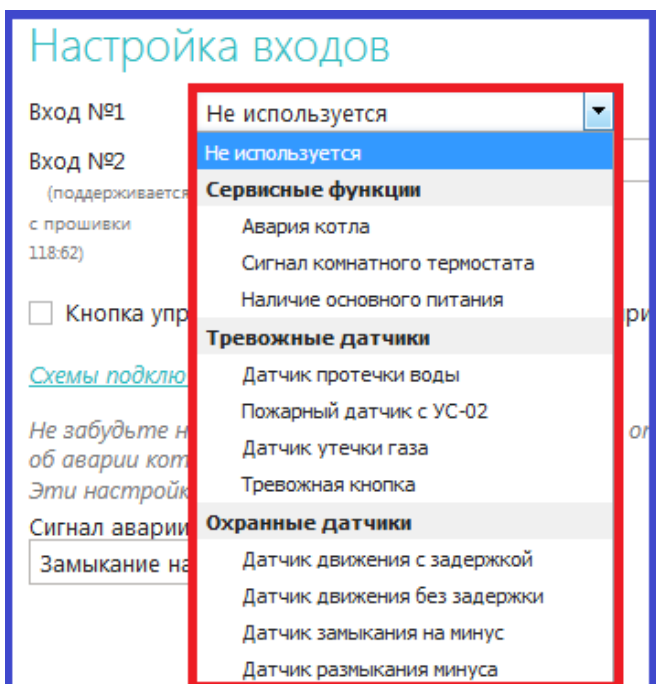 Настройка входов
Вход №1
Не используется
Вход №2
(поддерживается
с прошивки
118:62)
Не используется
Сервисные функции
Авария котла
Сигнал комнатного термостата
Наличие основного питания
Тревожные датчики
Датчик протечки воды
Пожарный датчик с УС-02
Датчик утечки газа
Тревожная кнопка
Охранные датчики
Датчик движения с задержкой
Датчик движения без задержки
Датчик замыкания на минус
Датчик размыкания минуса
Кнопка упр
ри
Схемы подклю
Не забудьте н
об аварии кот
Эти настройк
Сигнал аварии
Замыкание на